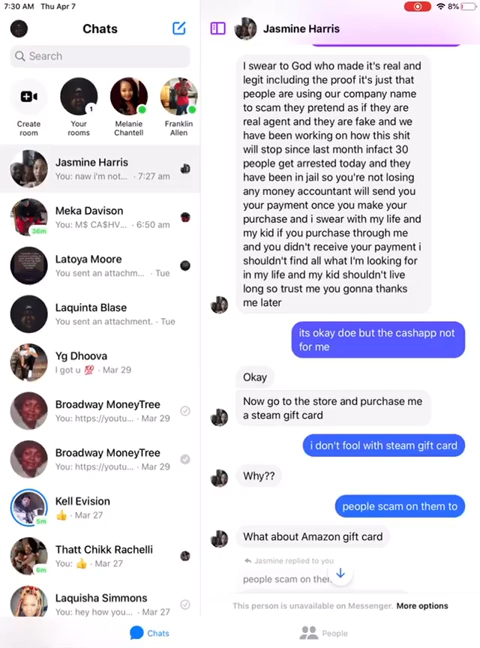 7:30 AM Thu Apr 7
8%
Chats
Jasmine Harris
Search
Create room
Your rooms
1
Melanie Chantell
Franklin Allen
Jasmine Harris
You: naw i'm not... · 7:27 am
Meka Davison
You: M$ CA$HV... · 6:50 am
36m
Latoya Moore
You sent an attachm... · Tue
Laquinta Blase
You sent an attachment. · Tue
Yg Dhoova
I got u 💯 · Mar 29
Broadway MoneyTree
You: https://youtu... · Mar 29
Broadway MoneyTree
You: https://youtu... · Mar 29
Kell Evision
👍 · Mar 27
5m
Thatt Chikk Rachelli
You: 👍 · Mar 27
6m
Laquisha Simmons
You: hey how you... · Mar 27
Chats
I swear to God who made it's real and
legit including the proof it's just that
people are using our company name
to scam they pretend as if they are
real agent and they are fake and we
have been working on how this shit
will stop since last month infact 30
people get arrested today and they
have been in jail so you're not losing
any money accountant will send you
your payment once you make your
purchase and i swear with my life and
my kid if you purchase through me
and you didn't receive your payment i
shouldn't find all what I'm looking for
in my life and my kid shouldn't live
long so trust me you gonna thanks
me later
its okay doe but the cashapp not
for me
Okay
Now go to the store and purchase me
a steam gift card
i don't fool with steam gift card
Why??
people scam on them to
What about Amazon gift card
Jasmine replied to you
people scam on them
This person is unavailable on Messenger. More options
People